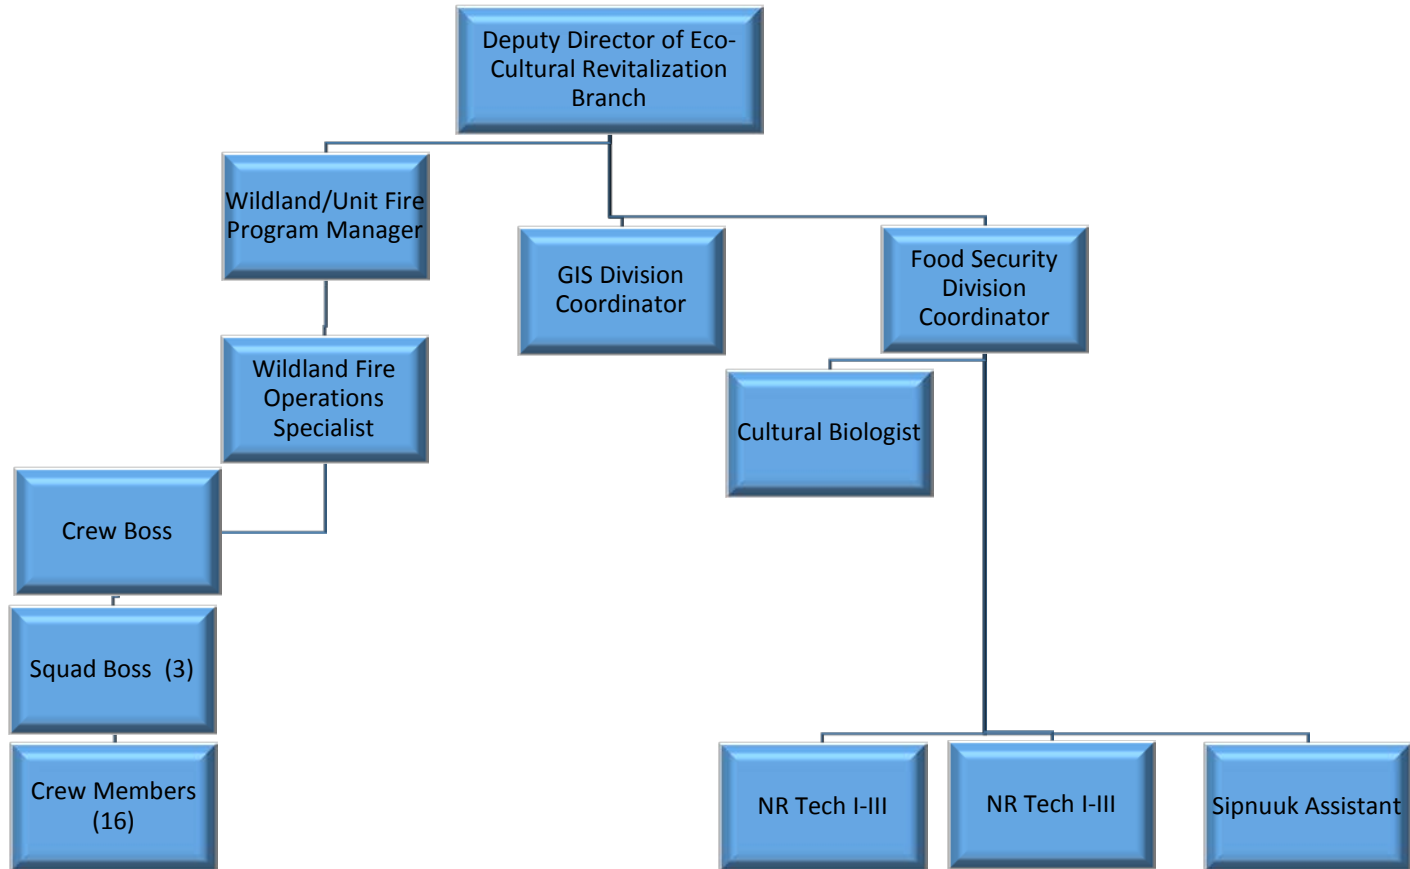 Deputy Director of Eco-
Cultural Revitalization
Branch
Wildland/Unit Fire
Program Manager
GIS Division
Coordinator
Food Security
Division
Coordinator
Wildland Fire
Operations
Specialist
Cultural Biologist
Crew Boss
Squad Boss  (3)
Crew Members
(16)
NR Tech I-III
NR Tech I-III
Sipnuuk Assistant